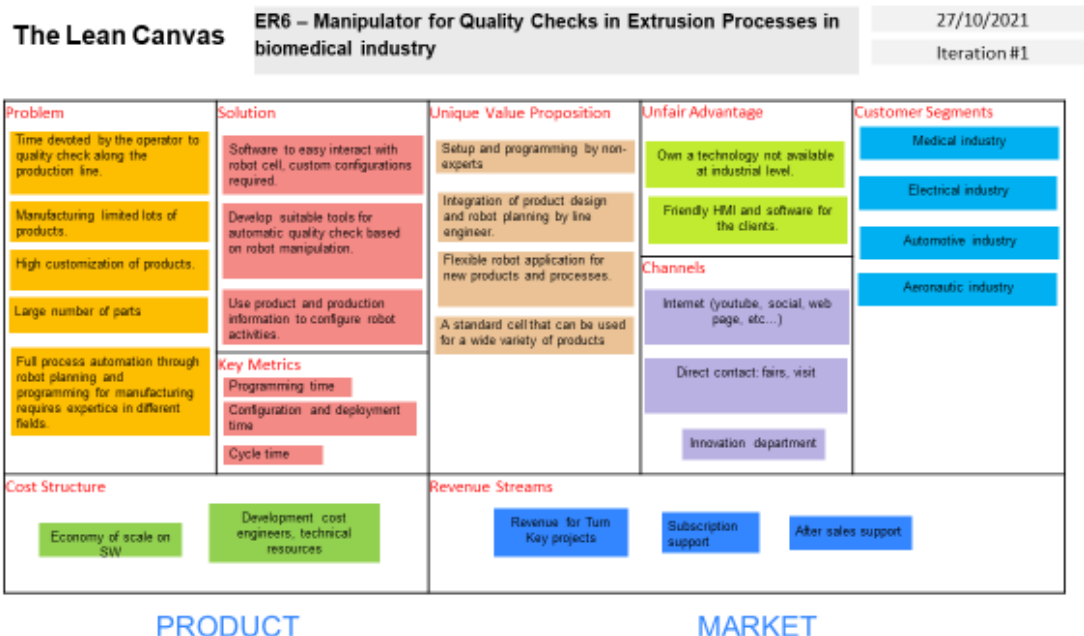 The Lean Canvas
ER6 – Manipulator for Quality Checks in Extrusion Processes in
biomedical industry
27/10/2021
Iteration #1
Problem
Time devoted by the operator to
quality check along the
production line.
Manufacturing limited lots of
products.
High customization of products.
Large number of parts
Full process automation through
robot planning and
programming for manufacturing
requires expertice in different
fields.
Solution
Software to easy interact with
robot cell, custom configurations
required.
Develop suitable tools for
automatic quality check based
on robot manipulation.
Use product and production
information to configure robot
activities.
Key Metrics
Programming time
Configuration and deployment
time
Cycle time
Unique Value Proposition
Setup and programming by non-
experts
Integration of product design
and robot planning by line
engineer.
Flexible robot application for
new products and processes.
A standard cell that can be used
for a wide variety of products
Unfair Advantage
Own a technology not available
at industrial level.
Friendly HMI and software for
the clients.
Channels
Internet (youtube, social, web
page, etc...)
Direct contact: fairs, visit
Innovation department
Customer Segments
Medical industry
Electrical industry
Automotive industry
Aeronautic industry
Cost Structure
Economy of scale on
SW
Development cost
engineers, technical
resources
Revenue Streams
Revenue for Turn
Key projects
Subscription
support
After sales support
PRODUCT
MARKET